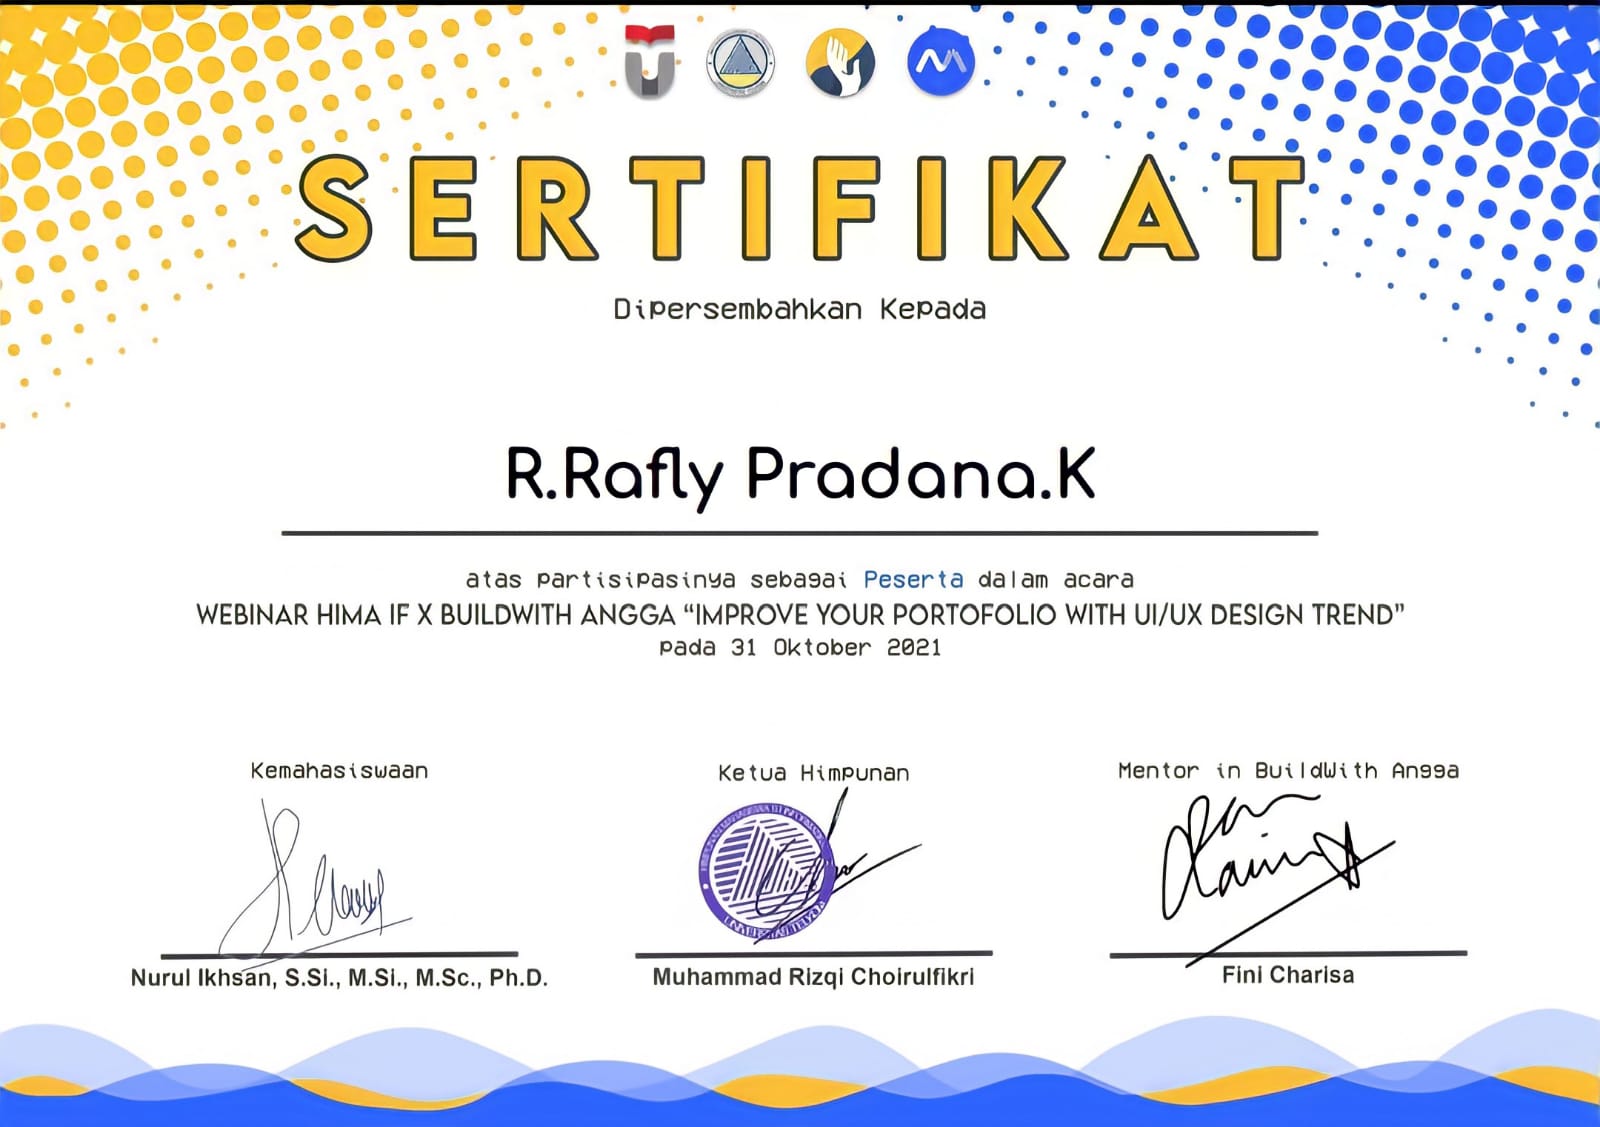 SERTIFIKAT
Dipersembahkan Kepada
R.Rafly Pradana.K
atas partisipasinya sebagai Peserta dalam acara
WEBINAR HIMA IF X BUILDWITH ANGGA “IMPROVE YOUR PORTOFOLIO WITH UI/UX DESIGN TREND”
pada 31 Oktober 2021
Kemahasiswaan
Ketua Himpunan
Mentor in BuildWith Angga
Nurul Ikhsan, S.Si., M.Si., M.Sc., Ph.D.
Muhammad Rizqi Choirulfikri
Fini Charisa